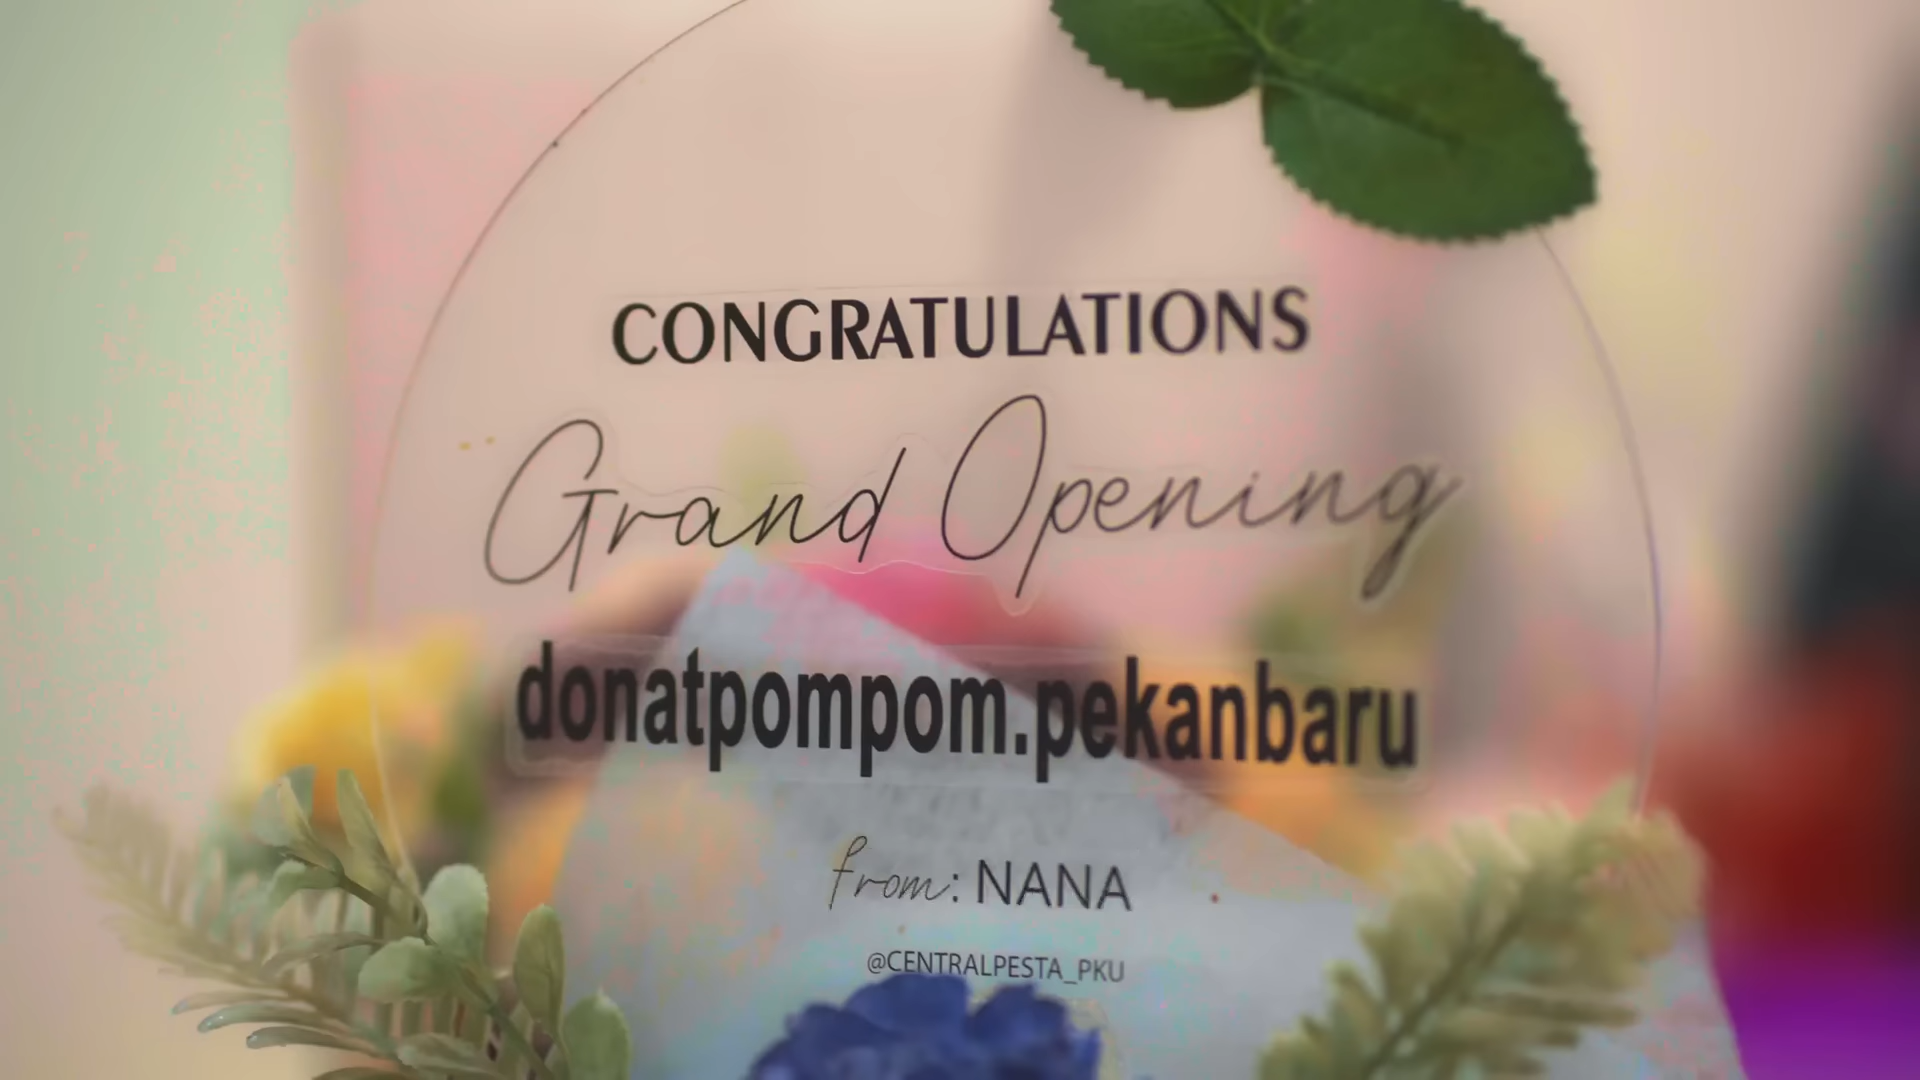 CONGRATULATIONS
Grand Opening
donatpompom.pekanbaru
from: NANA
@CENTRALPESTA_PKU